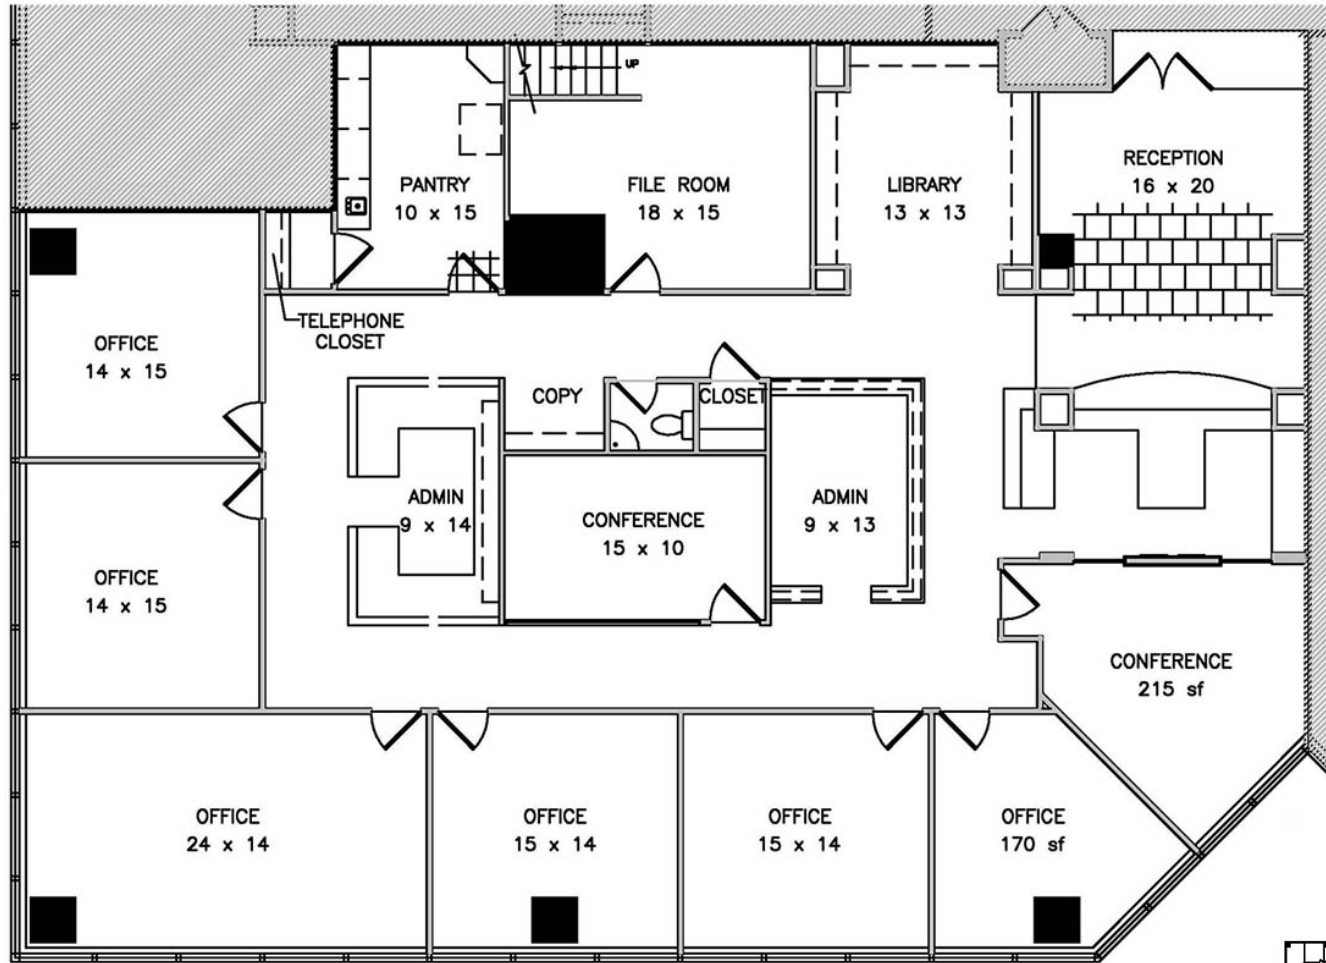 UP
RECEPTION
16 x 20
PANTRY
10 x 15
FILE ROOM
18 x 15
LIBRARY
13 x 13
TELEPHONE
CLOSET
OFFICE
14 x 15
COPY
CLOSET
ADMIN
9 x 14
CONFERENCE
15 x 10
ADMIN
9 x 13
OFFICE
14 x 15
CONFERENCE
215 sf
OFFICE
24 x 14
OFFICE
15 x 14
OFFICE
15 x 14
OFFICE
170 sf